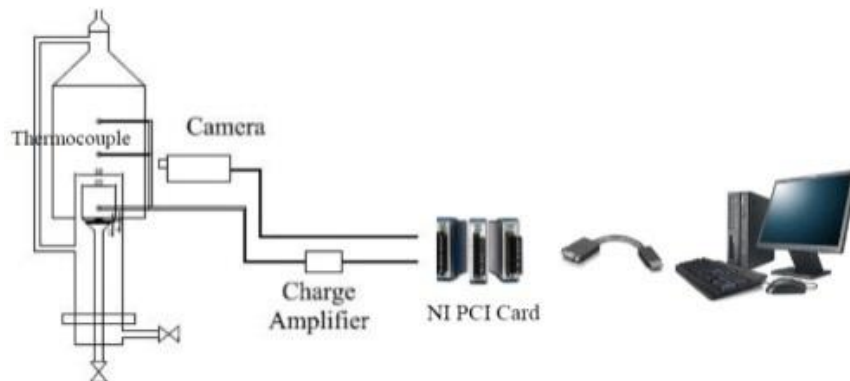 Thermocouple
Camera
Charge
Amplifier
NI PCI Card